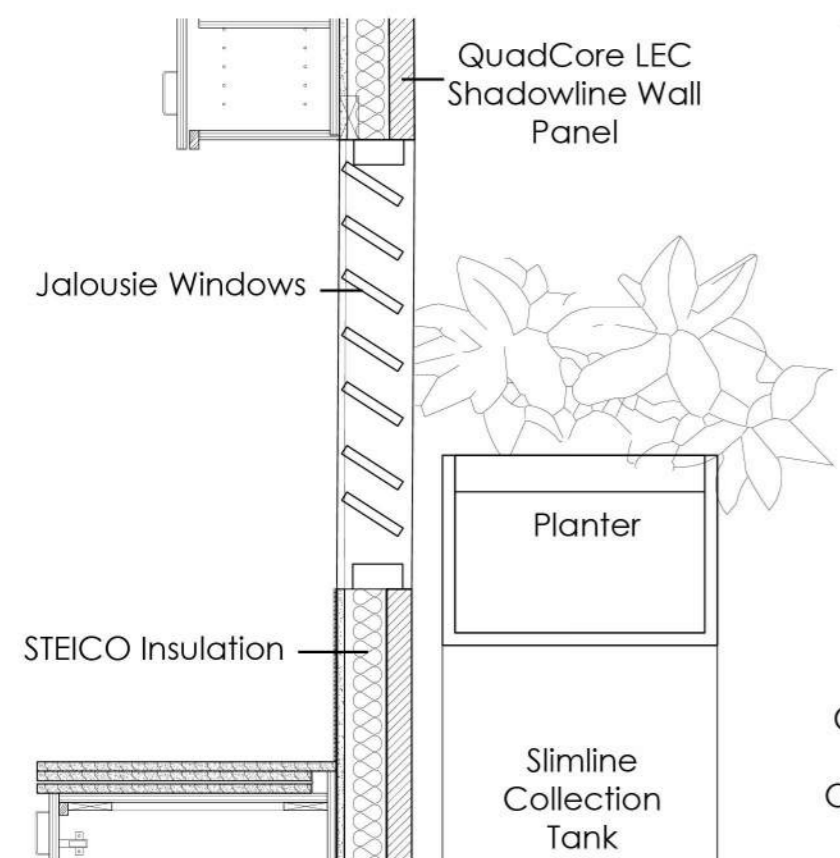 QuadCore LEC
Shadowline Wall
Panel
Jalousie Windows
Planter
STEICO Insulation
Slimline
Collection
Tank